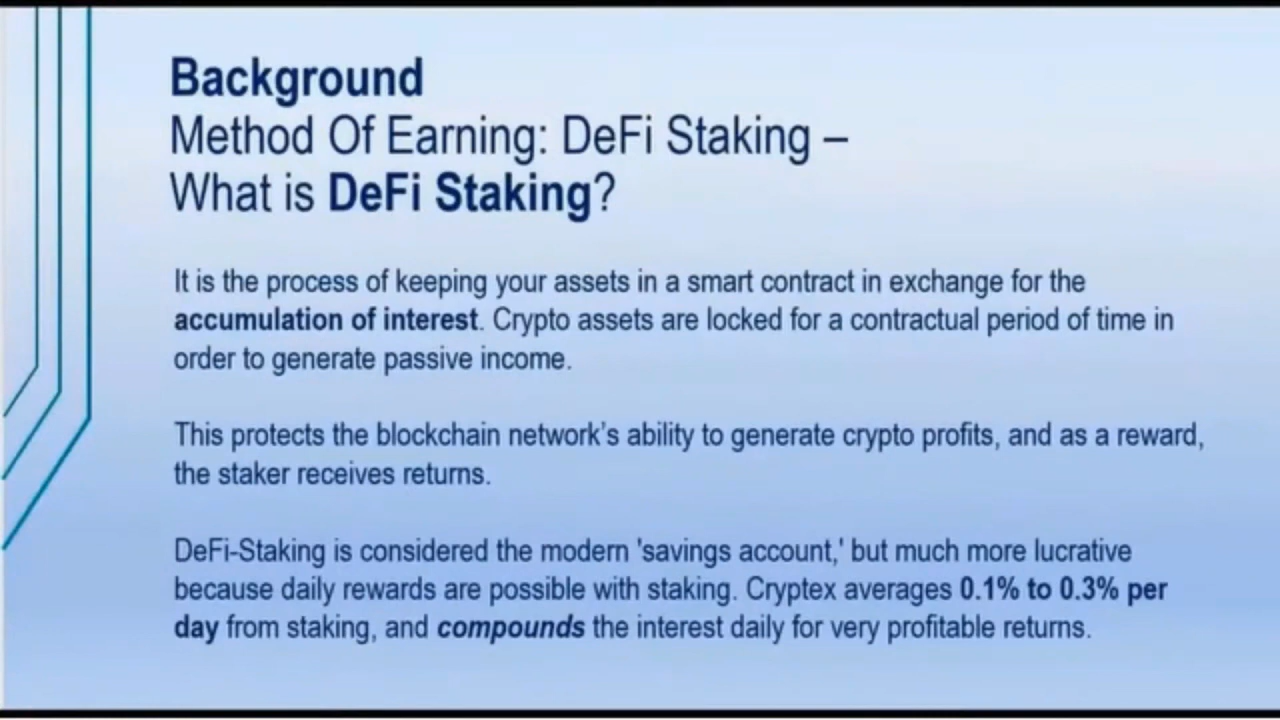 Background
Method Of Earning: DeFi Staking –
What is DeFi Staking?
It is the process of keeping your assets in a smart contract in exchange for the
accumulation of interest. Crypto assets are locked for a contractual period of time in
order to generate passive income.
This protects the blockchain network’s ability to generate crypto profits, and as a reward,
the staker receives returns.
DeFi-Staking is considered the modern 'savings account,' but much more lucrative
because daily rewards are possible with staking. Cryptex averages 0.1% to 0.3% per
day from staking, and compounds the interest daily for very profitable returns.